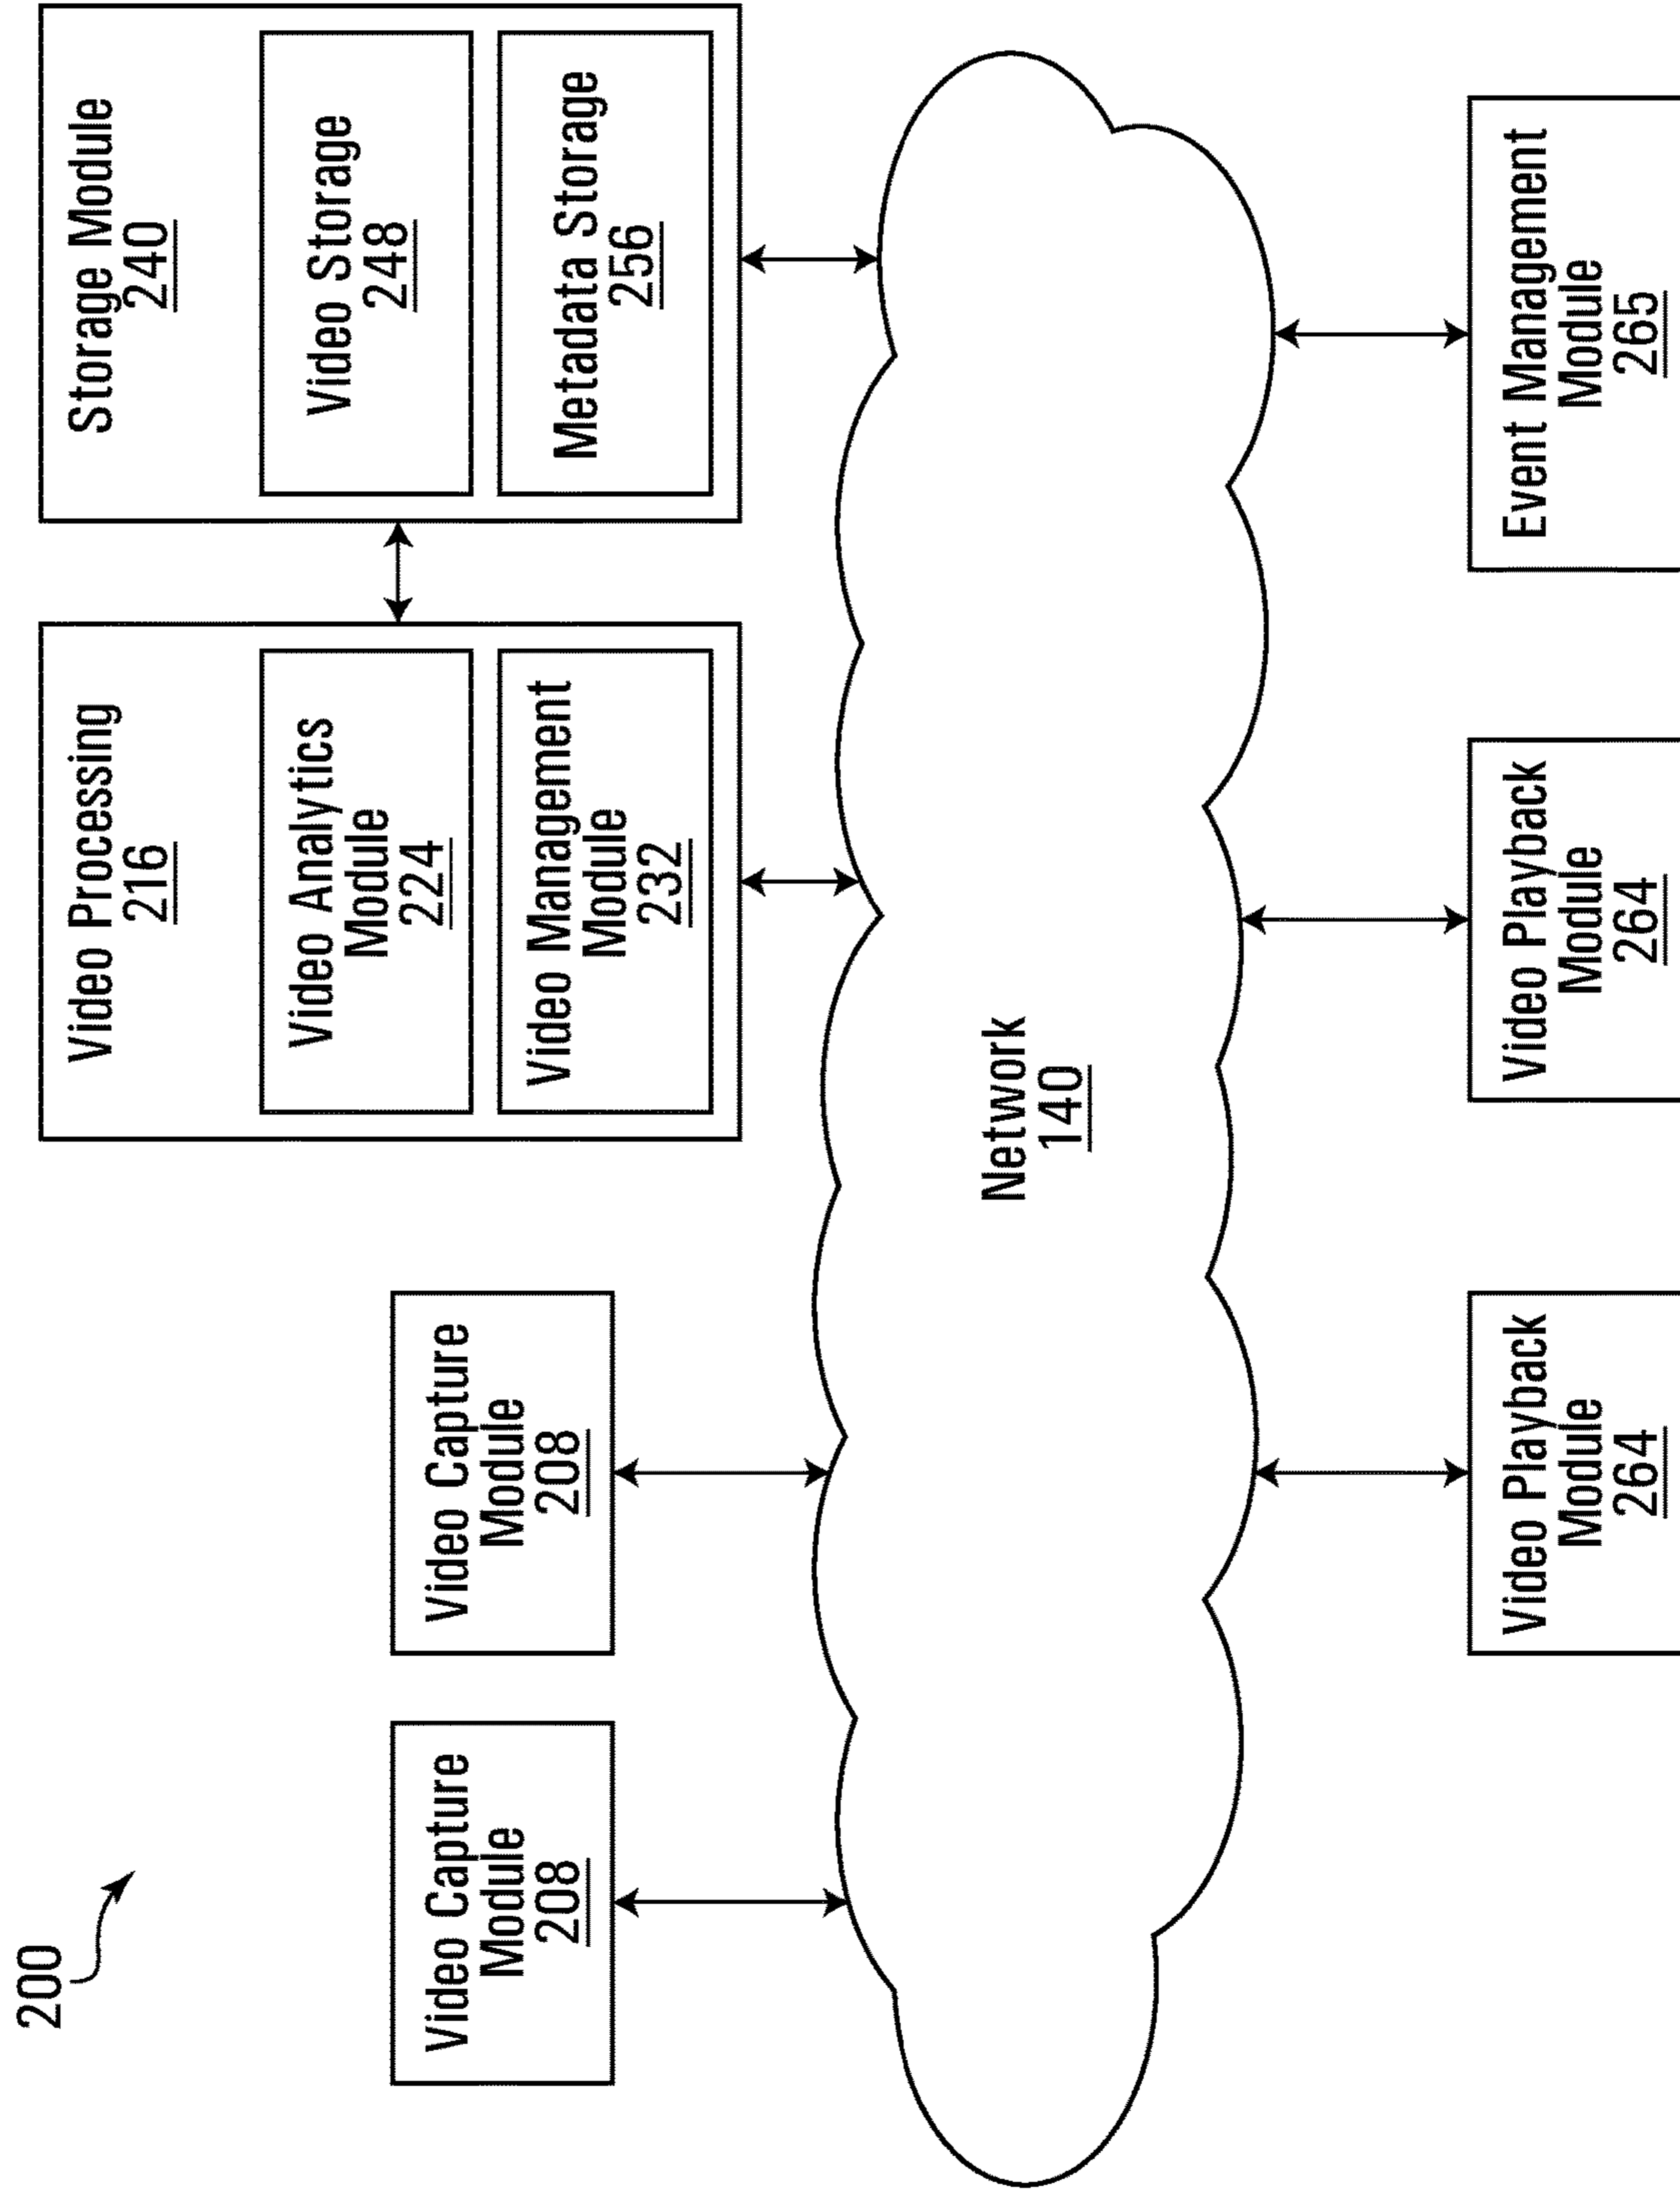 200
Video Capture
Module
208
Video Capture
Module
208
Video Processing
216
Video Analytics
Module
224
Video Management
Module
232
Storage Module
240
Video Storage
248
Metadata Storage
256
Network
140
Video Playback
Module
264
Video Playback
Module
264
Event Management
Module
265